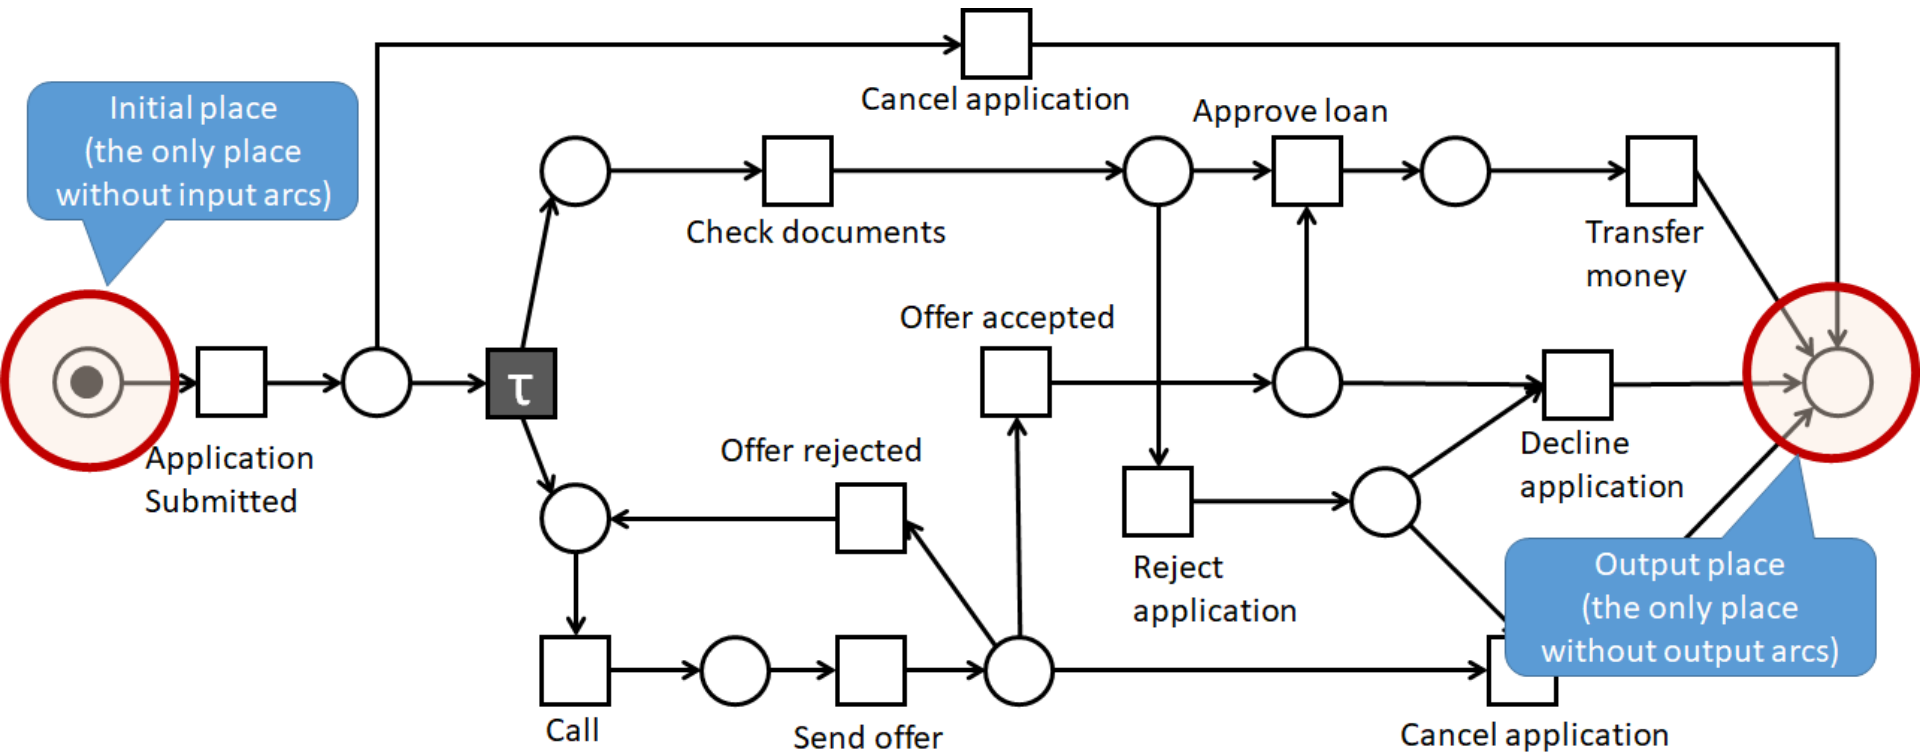 Initial place
(the only place
without input arcs)
Cancel application
Approve loan
Check documents
Transfer
money
Offer accepted
τ
Application
Submitted
Offer rejected
Decline
application
Reject
application
Output place
(the only place
without output arcs)
Call
Send offer
Cancel application